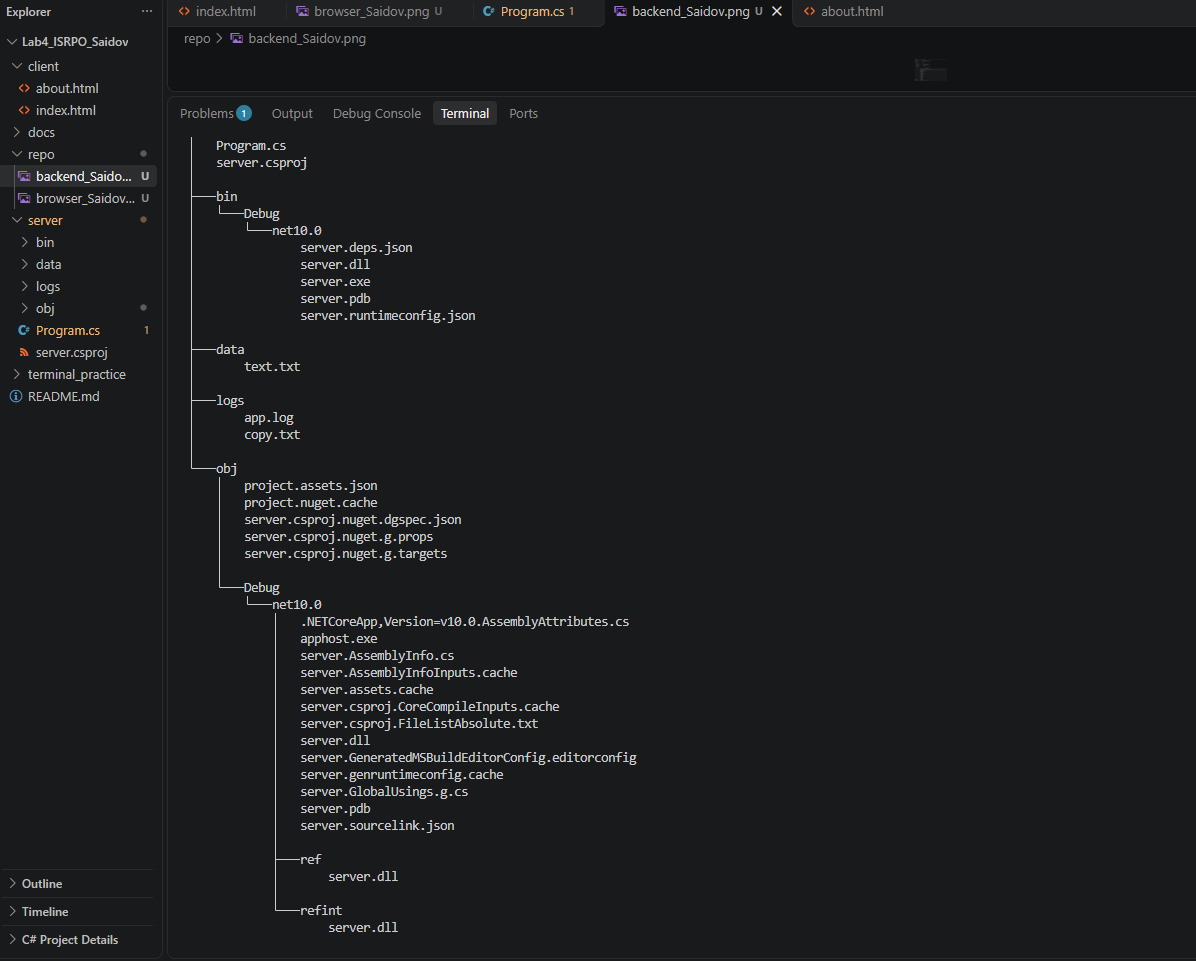 Explorer ···
Lab4_ISRPO_Saidov
client
about.html
index.html
docs
repo
backend_Saido... U
browser_Saidov... U
server
bin
data
logs
obj
Program.cs 1
server.csproj
terminal_practice
README.md
Outline
Timeline
C# Project Details
index.html
browser_Saidov.png U
Program.cs 1
backend_Saidov.png U
about.html
repo > backend_Saidov.png
Problems 1 Output Debug Console Terminal Ports
Program.cs
server.csproj
bin
Debug
net10.0
server.deps.json
server.dll
server.exe
server.pdb
server.runtimeconfig.json
data
text.txt
logs
app.log
copy.txt
obj
project.assets.json
project.nuget.cache
server.csproj.nuget.dgspec.json
server.csproj.nuget.g.props
server.csproj.nuget.g.targets
Debug
net10.0
.NETCoreApp,Version=v10.0.AssemblyAttributes.cs
apphost.exe
server.AssemblyInfo.cs
server.AssemblyInfoInputs.cache
server.assets.cache
server.csproj.CoreCompileInputs.cache
server.csproj.FileListAbsolute.txt
server.dll
server.GeneratedMSBuildEditorConfig.editorconfig
server.genruntimeconfig.cache
server.GlobalUsings.g.cs
server.pdb
server.sourcelink.json
ref
server.dll
refint
server.dll